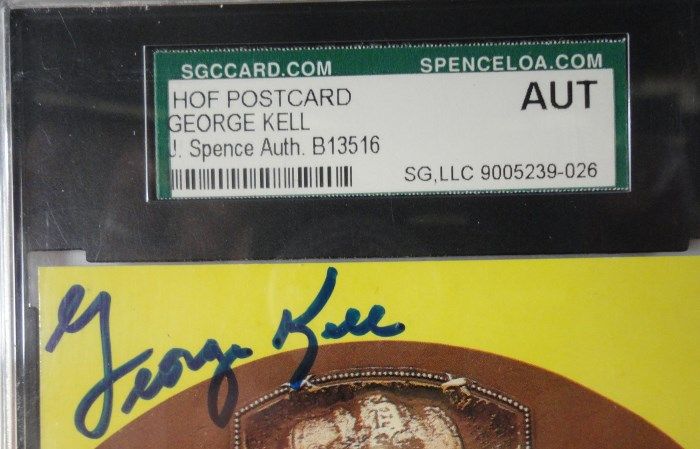 SGCCARD.COM SPENCELOA.COM
HOF POSTCARD AUT
GEORGE KELL
J. Spence Auth. B13516
SG,LLC 9005239-026
George Kell